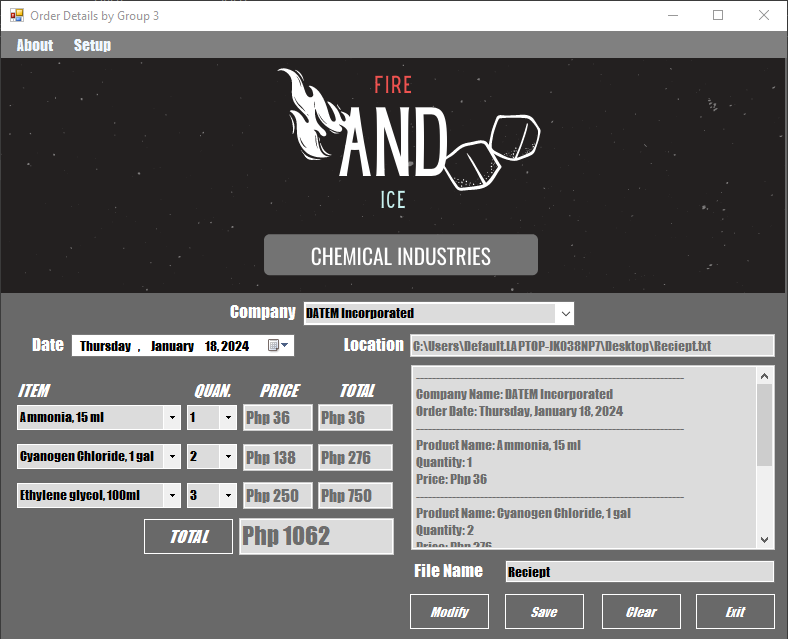 Order Details by Group 3
About Setup
FIRE
AND
ICE
CHEMICAL INDUSTRIES
Company DATEM Incorporated
Date Thursday , January 18, 2024
Location C:\Users\Default.LAPTOP-JK038NP7\Desktop\Reciept.txt
ITEM QUAN. PRICE TOTAL
Ammonia, 15 ml 1 Php 36 Php 36
Cyanogen Chloride, 1 gal 2 Php 138 Php 276
Ethylene glycol, 100ml 3 Php 250 Php 750
TOTAL Php 1062
Company Name: DATEM Incorporated
Order Date: Thursday, January 18, 2024
Product Name: Ammonia, 15 ml
Quantity: 1
Price: Php 36
Product Name: Cyanogen Chloride, 1 gal
Quantity: 2
Price: Php 276
File Name Reciept
Modify Save Clear Exit